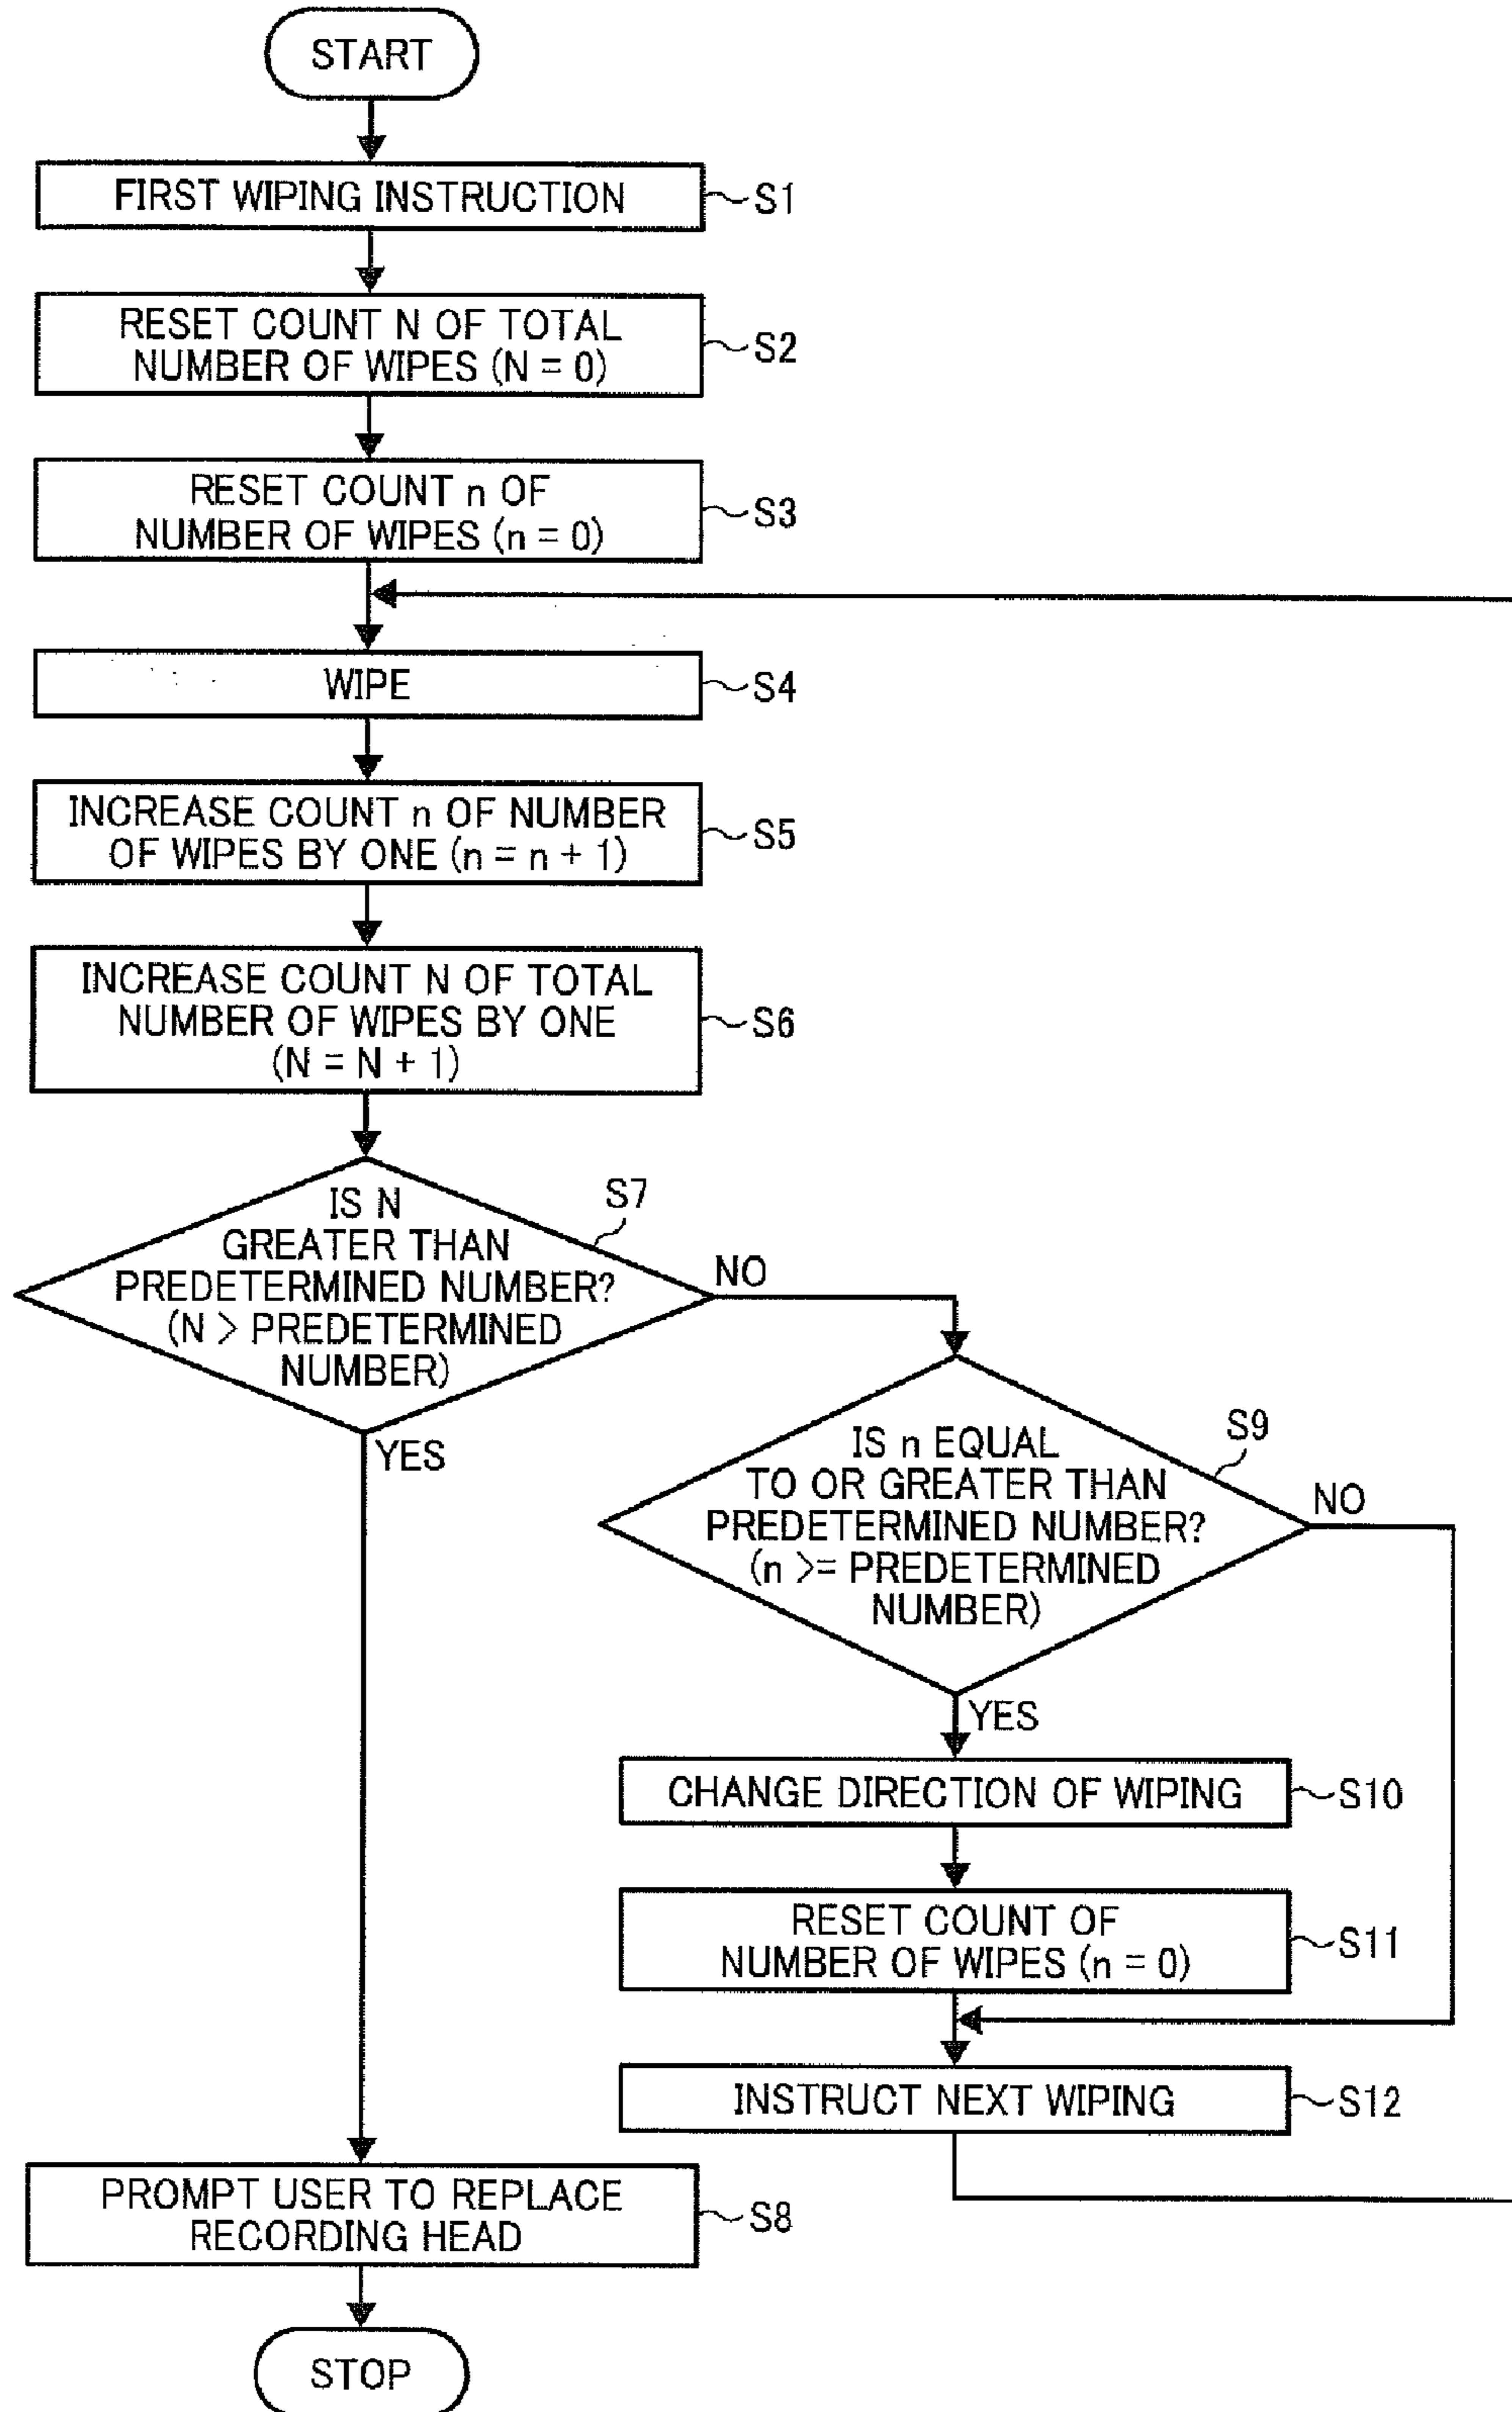 START
FIRST WIPING INSTRUCTION
S1
RESET COUNT N OF TOTAL
NUMBER OF WIPES (N = 0)
S2
RESET COUNT n OF
NUMBER OF WIPES (n = 0)
S3
WIPE
S4
INCREASE COUNT n OF NUMBER
OF WIPES BY ONE (n = n + 1)
S5
INCREASE COUNT N OF TOTAL
NUMBER OF WIPES BY ONE
(N = N + 1)
S6
IS N
GREATER THAN
PREDETERMINED NUMBER?
(N > PREDETERMINED
NUMBER)
S7
NO
YES
IS n EQUAL
TO OR GREATER THAN
PREDETERMINED NUMBER?
(n >= PREDETERMINED
NUMBER)
S9
NO
YES
CHANGE DIRECTION OF WIPING
S10
RESET COUNT OF
NUMBER OF WIPES (n = 0)
S11
INSTRUCT NEXT WIPING
S12
PROMPT USER TO REPLACE
RECORDING HEAD
S8
STOP